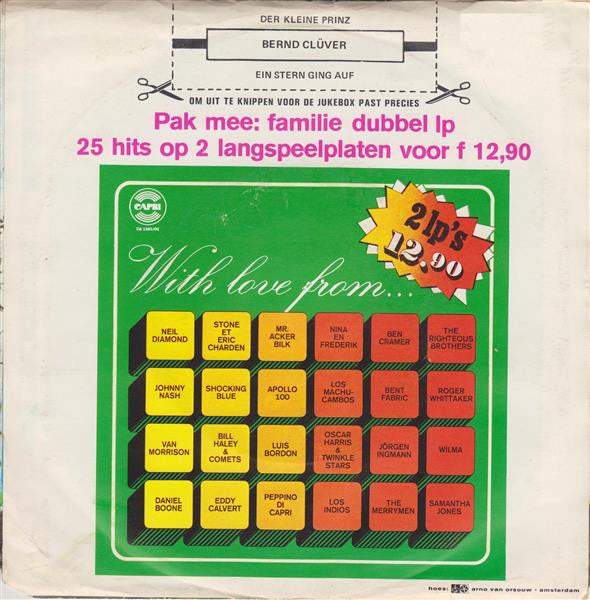 DER KLEINE PRINZ
BERND CLÜVER
EIN STERN GING AUF
OM UIT TE KNIPPEN VOOR DE JUKEBOX PAST PRECIES
Pak mee: familie dubbel lp
25 hits op 2 langspeelplaten voor f 12,90
CAPRI
2 lp's
12.90
With love from...
NEIL
DIAMOND
STONE
ET
ERIC
CHARDEN
MR.
ACKER
BILK
NINA
EN
FREDERIK
BEN
CRAMER
THE
RIGHTEOUS
BROTHERS
JOHNNY
NASH
SHOCKING
BLUE
APOLLO
100
LOS
MACHU-
CAMBOS
BENT
FABRIC
ROGER
WHITTAKER
VAN
MORRISON
BILL
HALEY
&
COMETS
LUIS
BORDON
OSCAR
HARRIS
&
TWINKLE
STARS
JÖRGEN
INGMANN
WILMA
DANIEL
BOONE
EDDY
CALVERT
PEPPINO
DI
CAPRI
LOS
INDIOS
THE
MERRYMEN
SAMANTHA
JONES
hoes: arno van orsouw - amsterdam